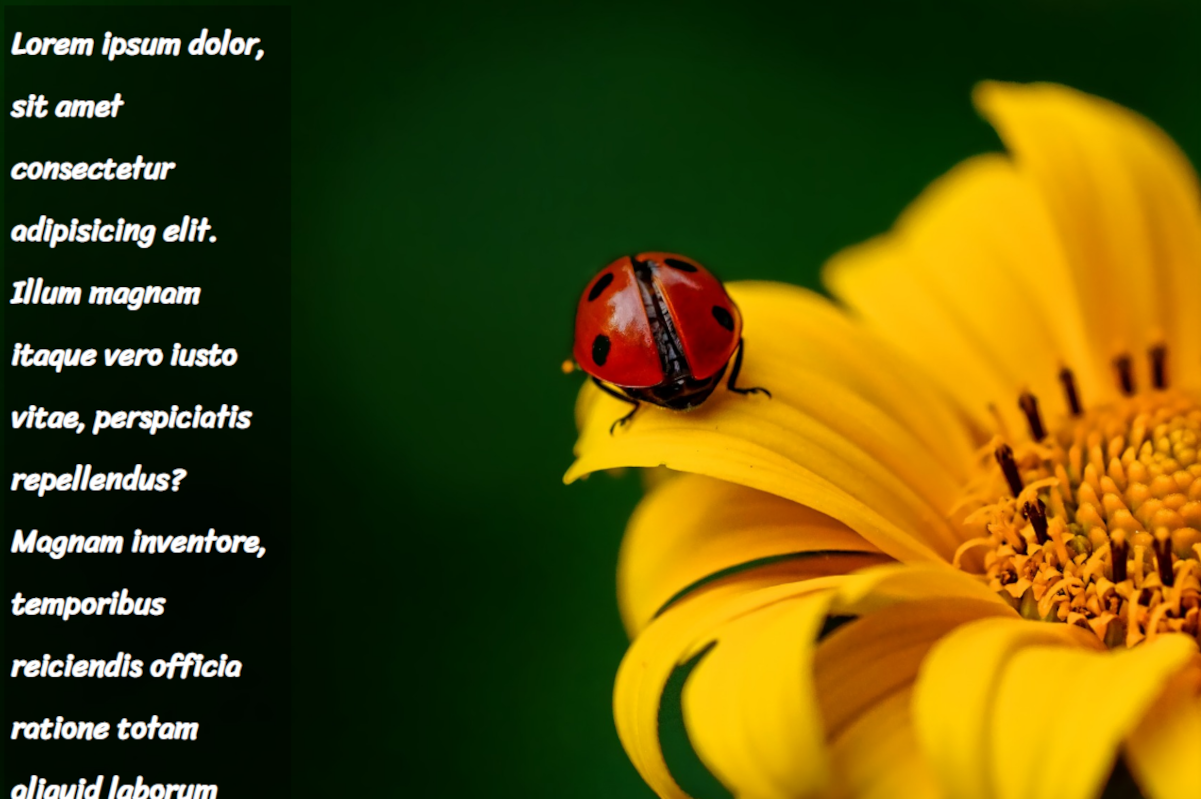 Lorem ipsum dolor,
sit amet
consectetur
adipisicing elit.
Illum magnam
itaque vero iusto
vitae, perspiciatis
repellendus?
Magnam inventore,
temporibus
reiciendis officia
ratione totam
aliquid laborum